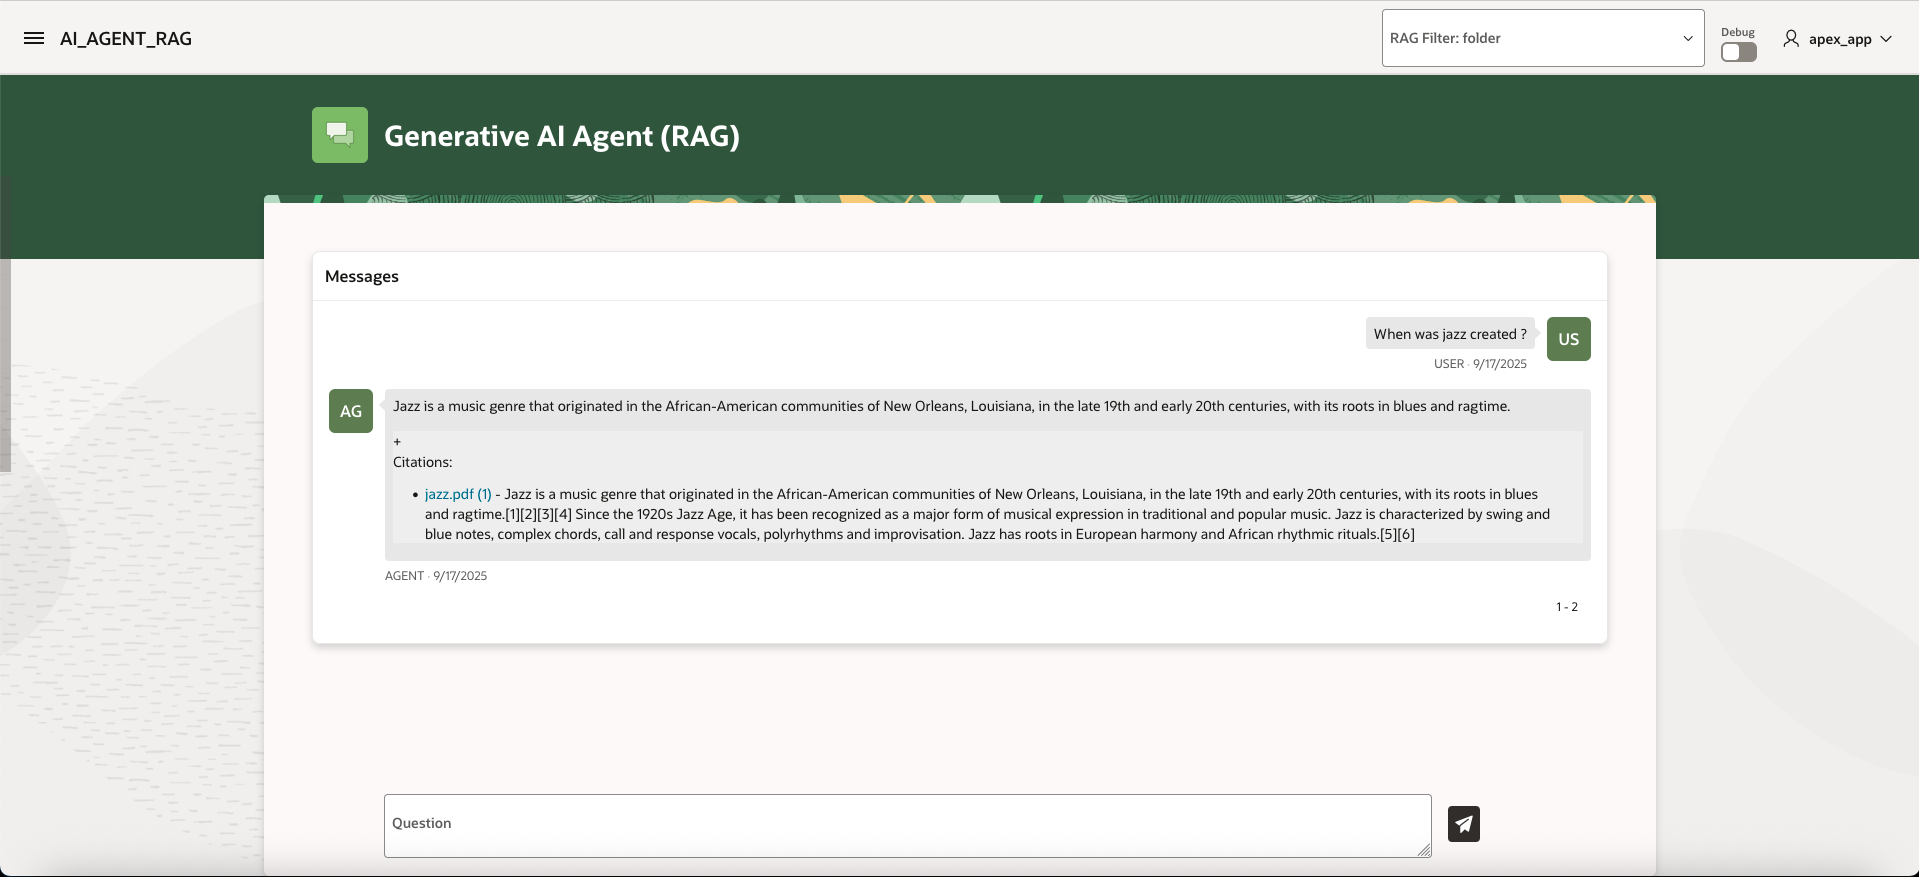 AI_AGENT_RAG
RAG Filter: folder
Debug
apex_app
Generative AI Agent (RAG)
Messages
When was jazz created ?
US
USER · 9/17/2025
AG
Jazz is a music genre that originated in the African-American communities of New Orleans, Louisiana, in the late 19th and early 20th centuries, with its roots in blues and ragtime.
+
Citations:
• jazz.pdf (1) - Jazz is a music genre that originated in the African-American communities of New Orleans, Louisiana, in the late 19th and early 20th centuries, with its roots in blues
and ragtime.[1][2][3][4] Since the 1920s Jazz Age, it has been recognized as a major form of musical expression in traditional and popular music. Jazz is characterized by swing and
blue notes, complex chords, call and response vocals, polyrhythms and improvisation. Jazz has roots in European harmony and African rhythmic rituals.[5][6]
AGENT · 9/17/2025
1 - 2
Question